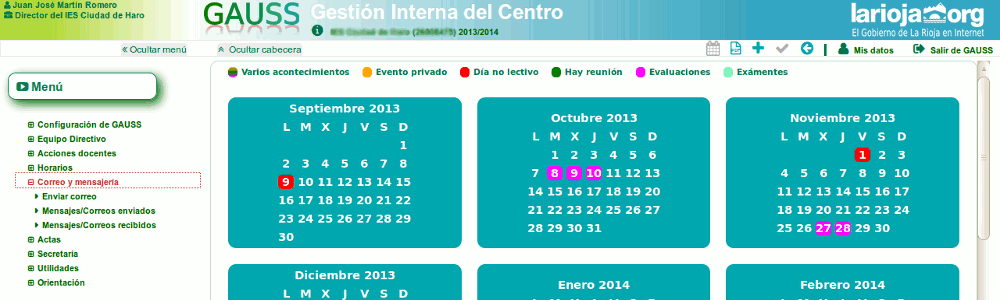 Juan José Martín Romero
Director del IES Ciudad de Haro
GAUSS
Gestión Interna del Centro
IES Ciudad de Haro 2013/2014
larioja.org
El Gobierno de La Rioja en Internet
« Ocultar menú
Ocultar cabecera
PDF
Mis datos
Salir de GAUSS
Menú
Configuración de GAUSS
Equipo Directivo
Acciones docentes
Horarios
Correo y mensajería
Enviar correo
Mensajes/Correos enviados
Mensajes/Correos recibidos
Actas
Secretaría
Utilidades
Orientación
Varios acontecimientos
Evento privado
Día no lectivo
Hay reunión
Evaluaciones
Exámentes
Septiembre 2013
L M X J V S D
1
2 3 4 5 6 7 8
9 10 11 12 13 14 15
16 17 18 19 20 21 22
23 24 25 26 27 28 29
30
Octubre 2013
L M X J V S D
1 2 3 4 5 6
7 8 9 10 11 12 13
14 15 16 17 18 19 20
21 22 23 24 25 26 27
28 29 30 31
Noviembre 2013
L M X J V S D
1 2 3
4 5 6 7 8 9 10
11 12 13 14 15 16 17
18 19 20 21 22 23 24
25 26 27 28 29 30
Diciembre 2013
L M X J V S D
Enero 2014
Febrero 2014